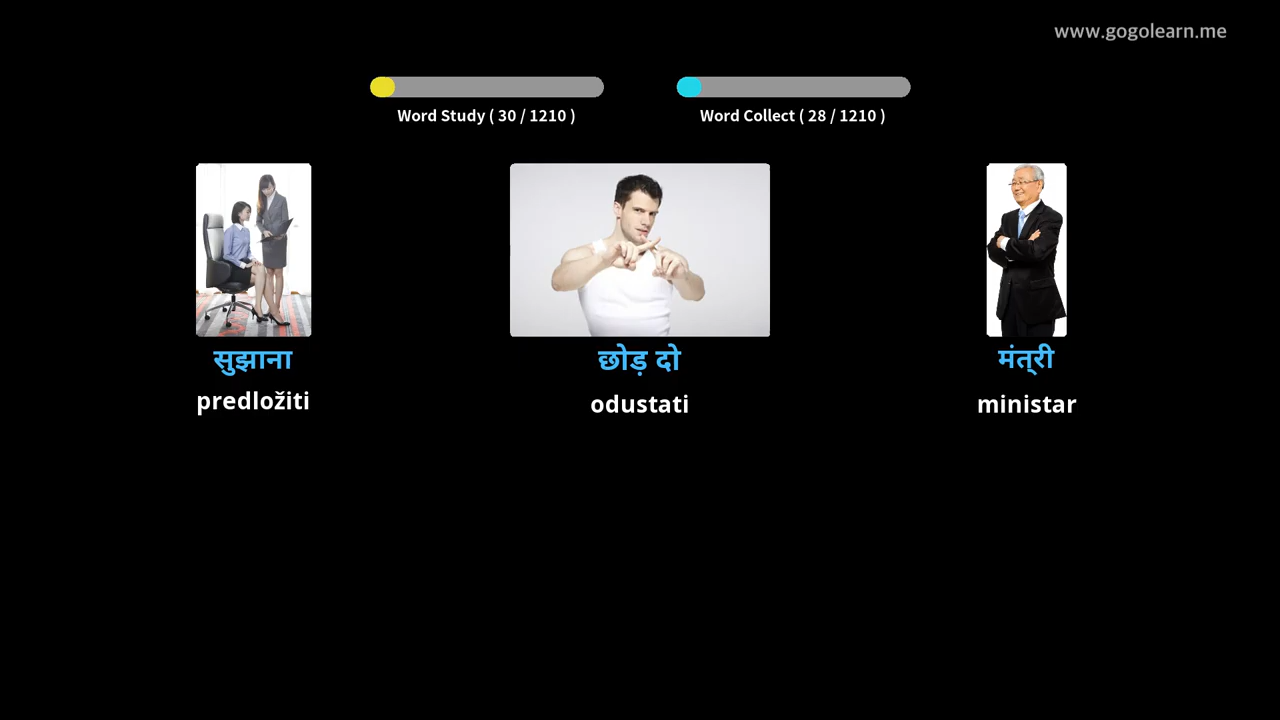 www.gogolearn.me
Word Study ( 30 / 1210 )
Word Collect ( 28 / 1210 )
सुझाना
छोड़ दो
मंत्री
predložiti
odustati
ministar